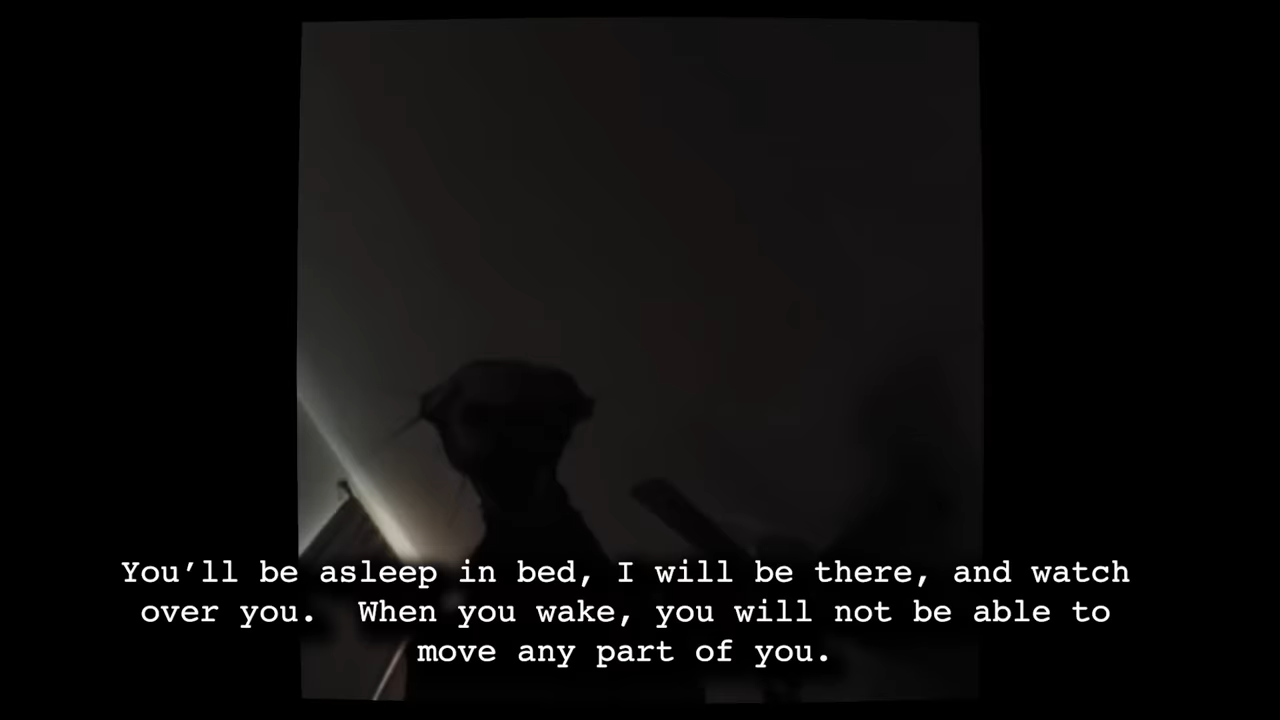 You’ll be asleep in bed, I will be there, and watch
over you.  When you wake, you will not be able to
move any part of you.